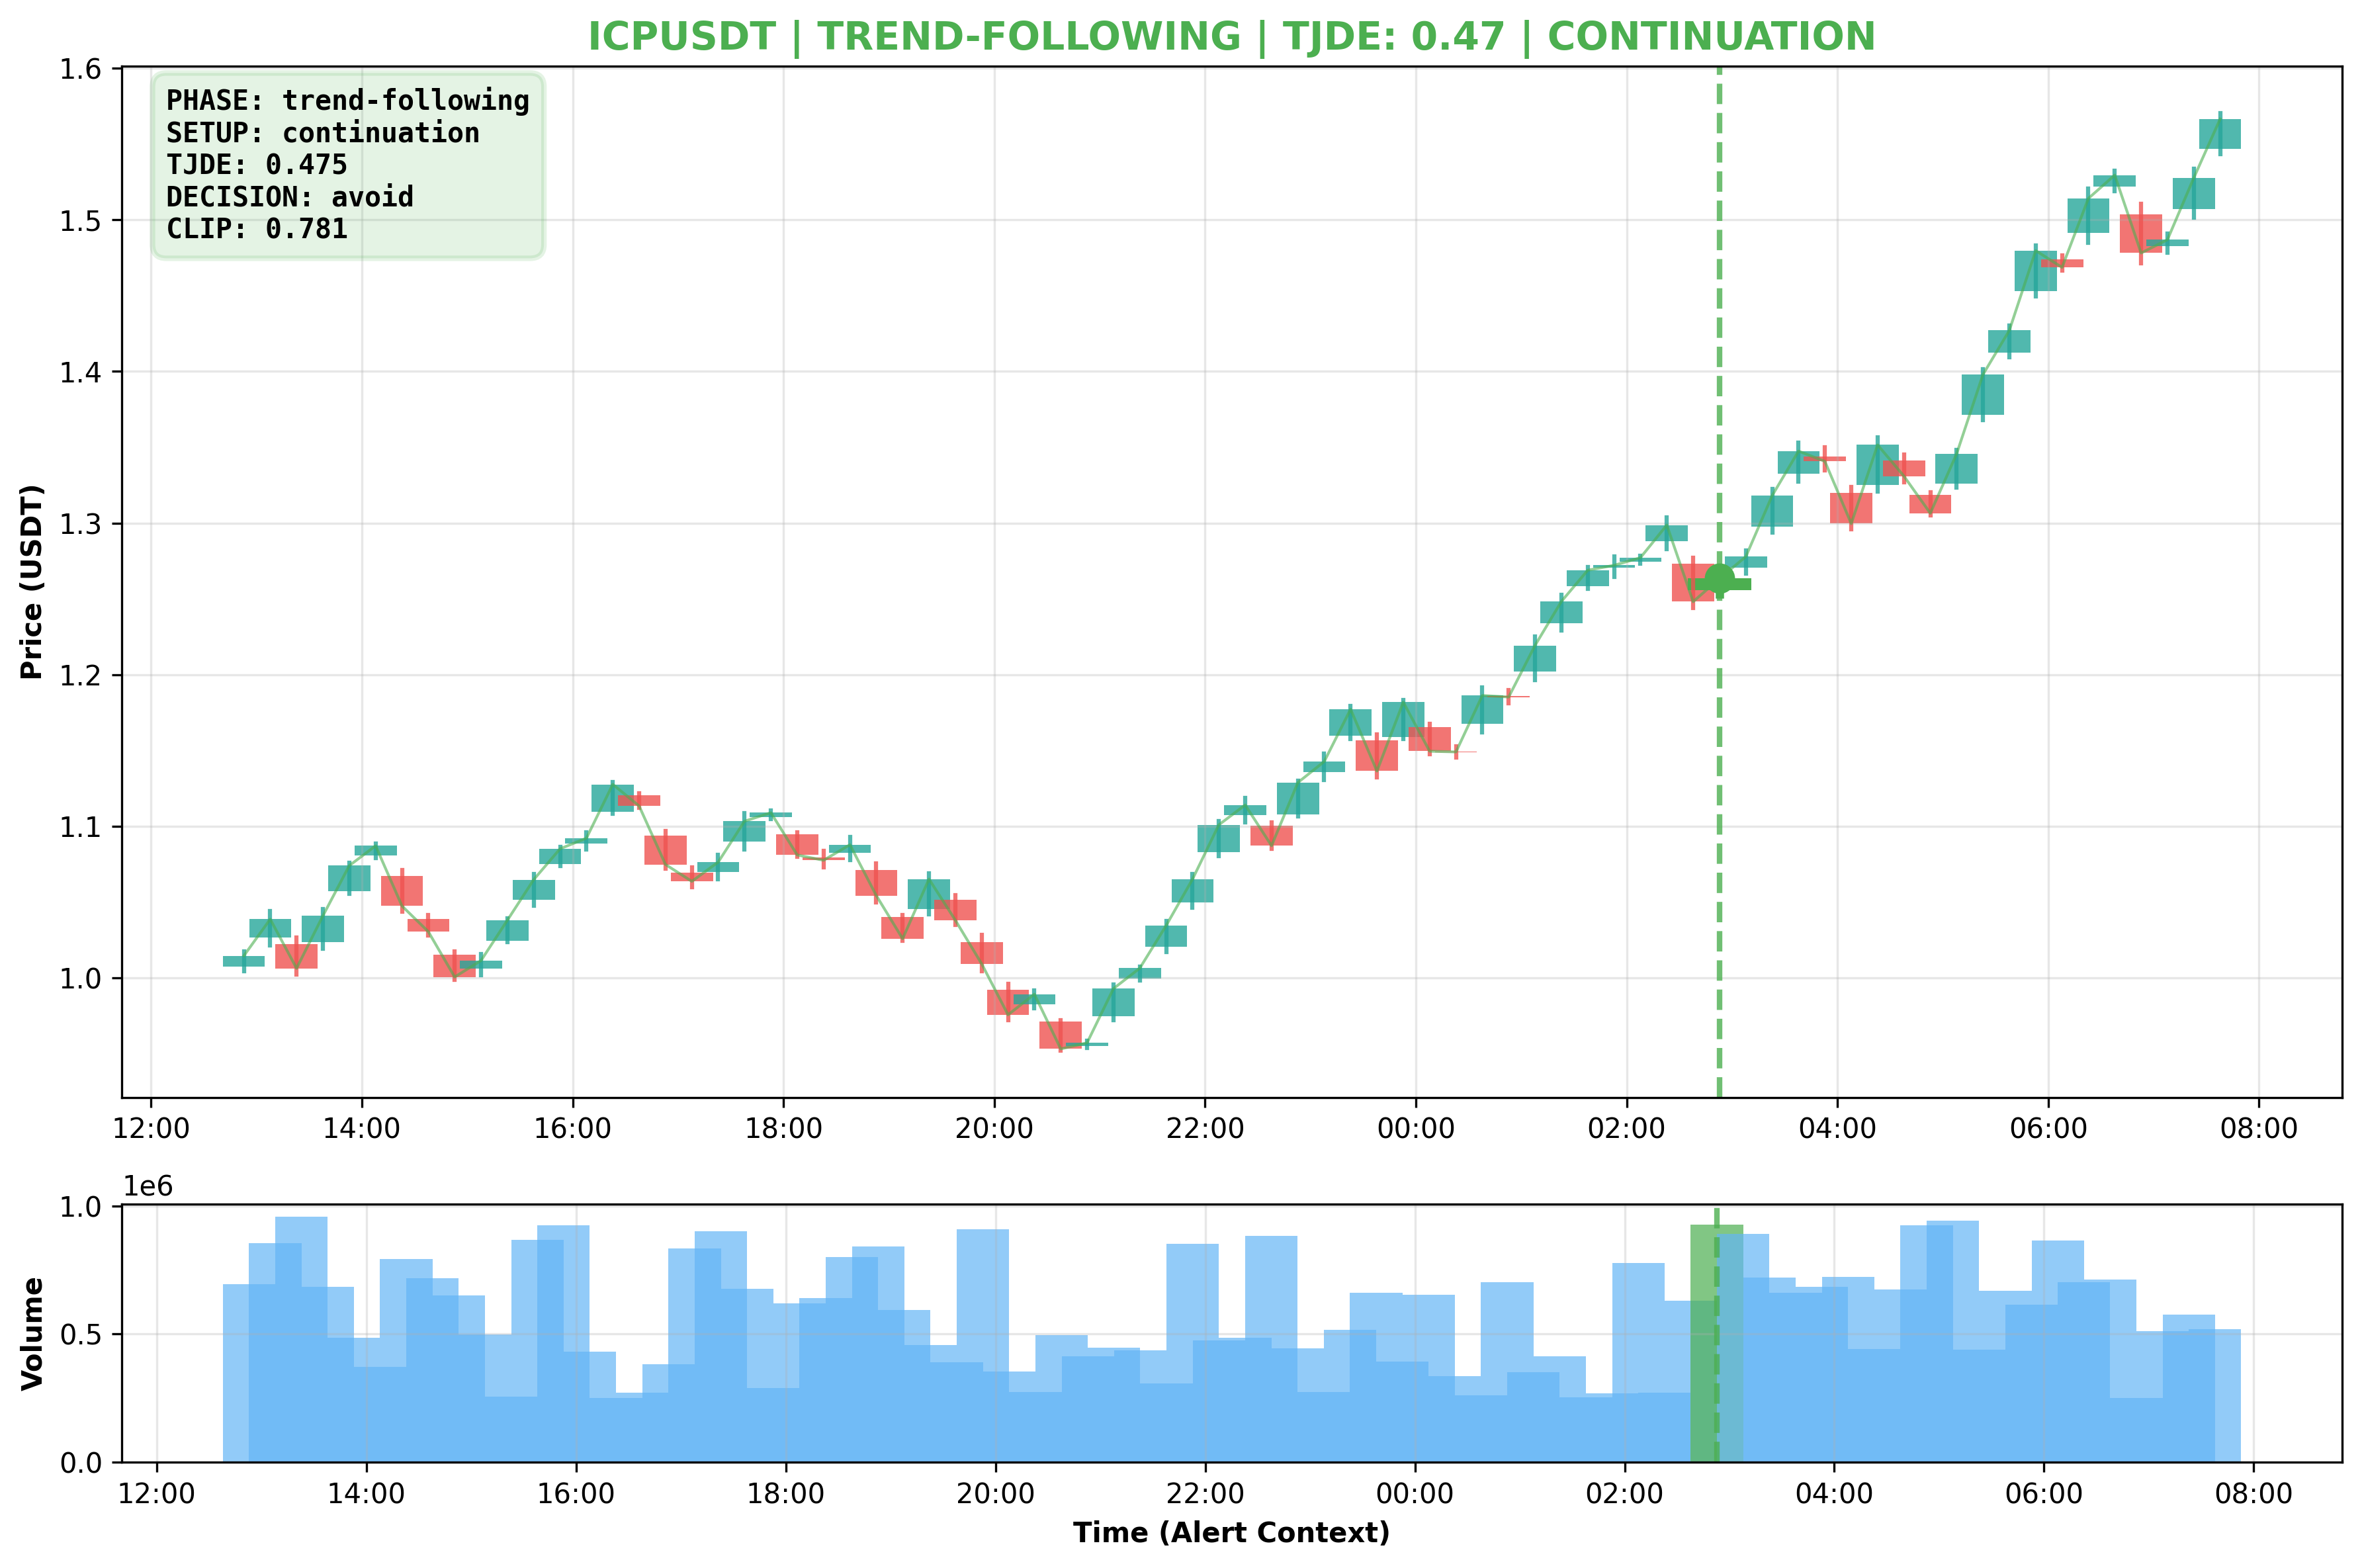 ICPUSDT | TREND-FOLLOWING | TJDE: 0.47 | CONTINUATION
PHASE: trend-following
SETUP: continuation
TJDE: 0.475
DECISION: avoid
CLIP: 0.781
Price (USDT)
1.6
1.5
1.4
1.3
1.2
1.1
1.0
12:00 14:00 16:00 18:00 20:00 22:00 00:00 02:00 04:00 06:00 08:00
1e6
Volume
1.0
0.5
0.0
12:00 14:00 16:00 18:00 20:00 22:00 00:00 02:00 04:00 06:00 08:00
Time (Alert Context)